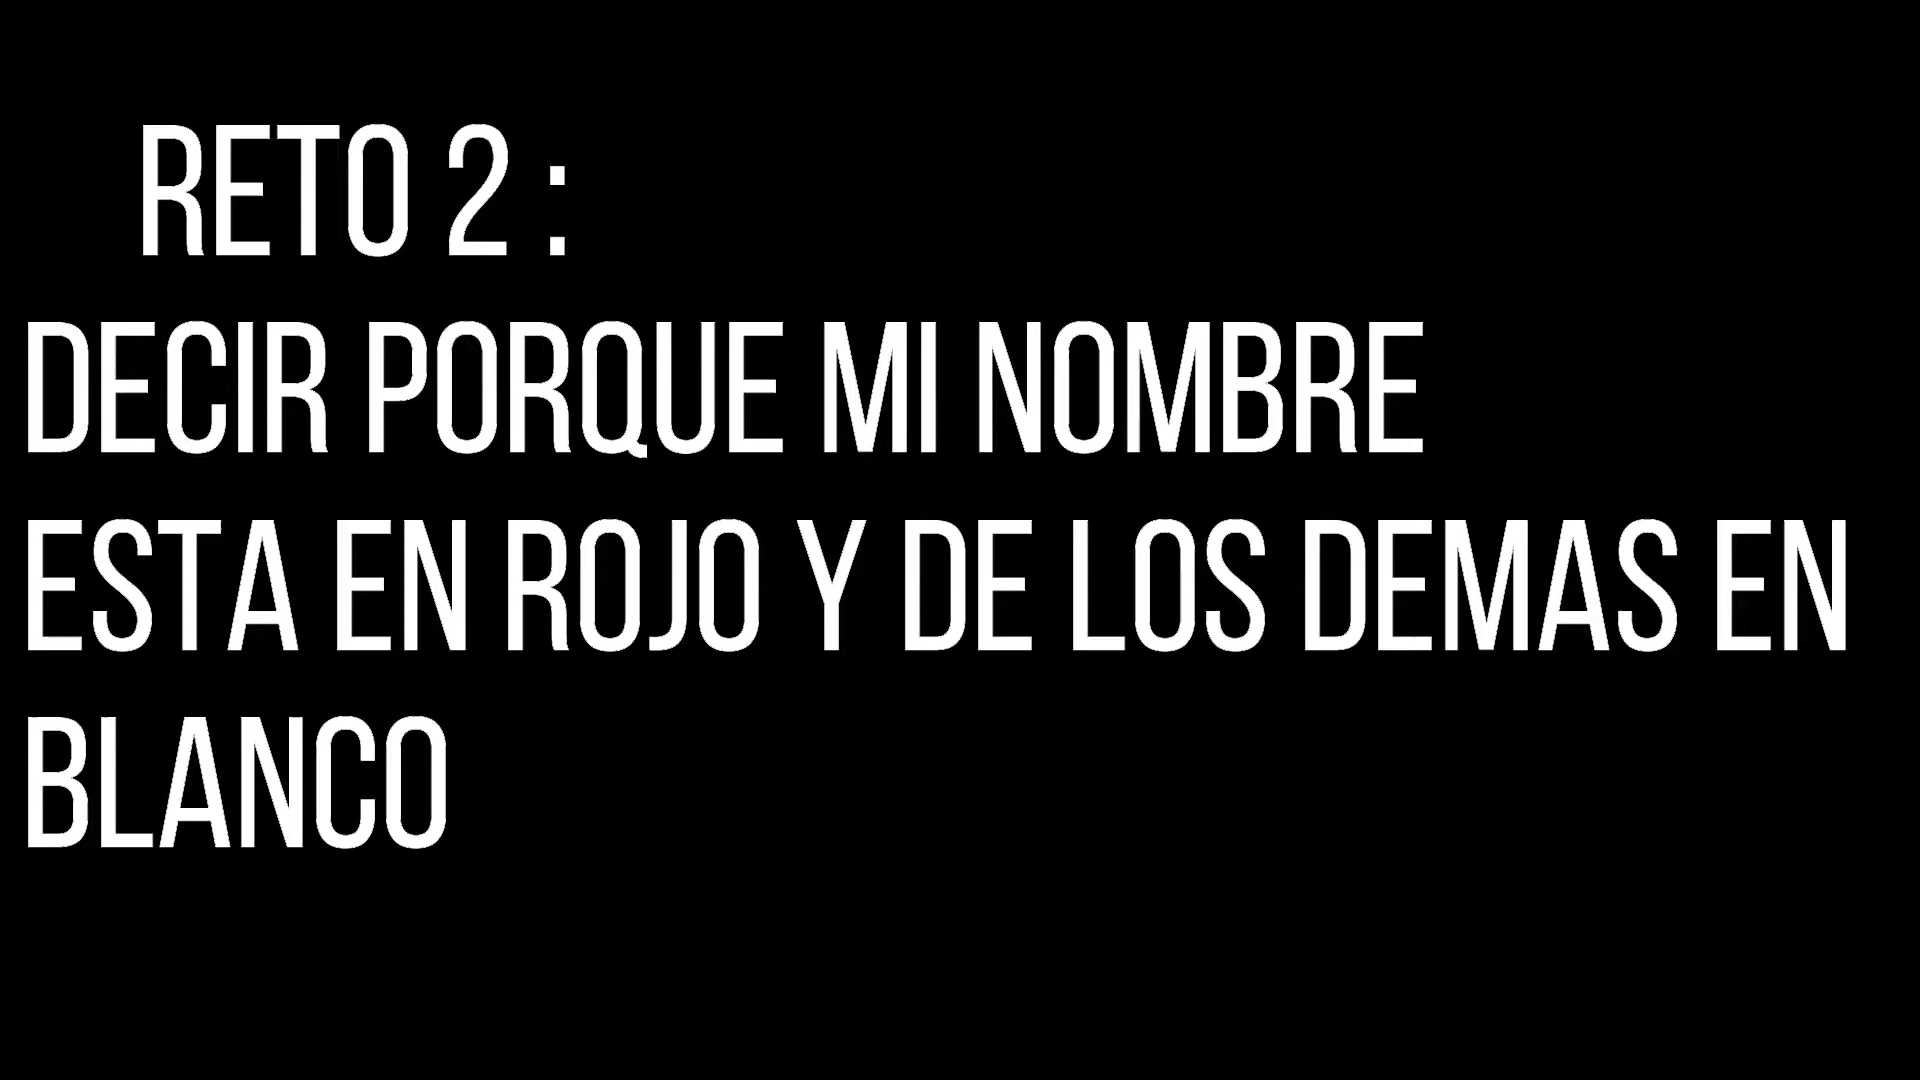 RETO 2 :
DECIR PORQUE MI NOMBRE
ESTA EN ROJO Y DE LOS DEMAS EN
BLANCO